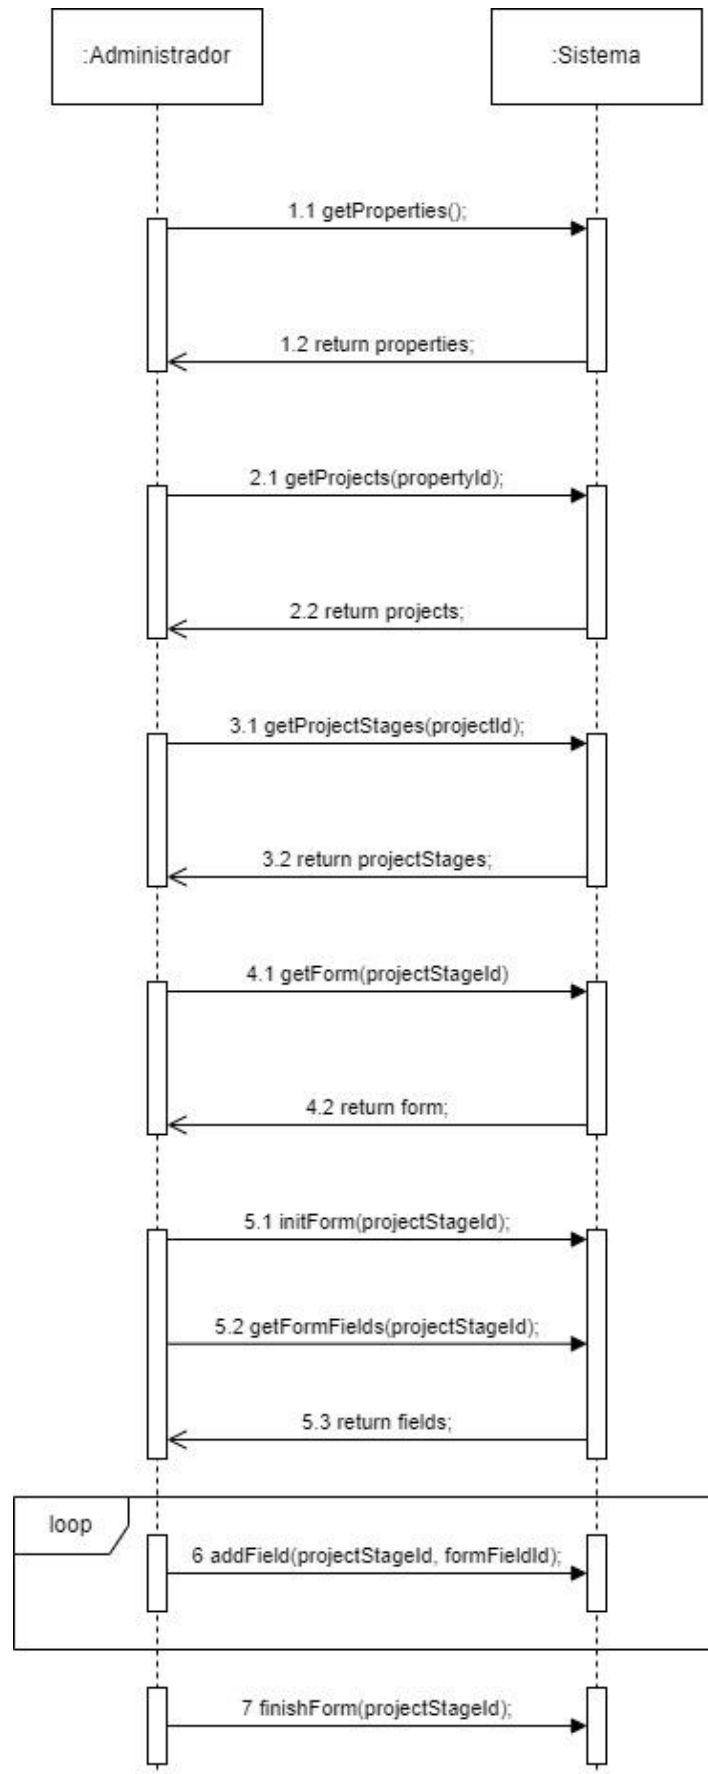 :Administrador
:Sistema
1.1 getProperties();
1.2 return properties;
2.1 getProjects(propertyId);
2.2 return projects;
3.1 getProjectStages(projectId);
3.2 return projectStages;
4.1 getForm(projectStageId)
4.2 return form;
5.1 initForm(projectStageId);
5.2 getFormFields(projectStageId);
5.3 return fields;
loop
6 addField(projectStageId, formFieldId);
7 finishForm(projectStageId);